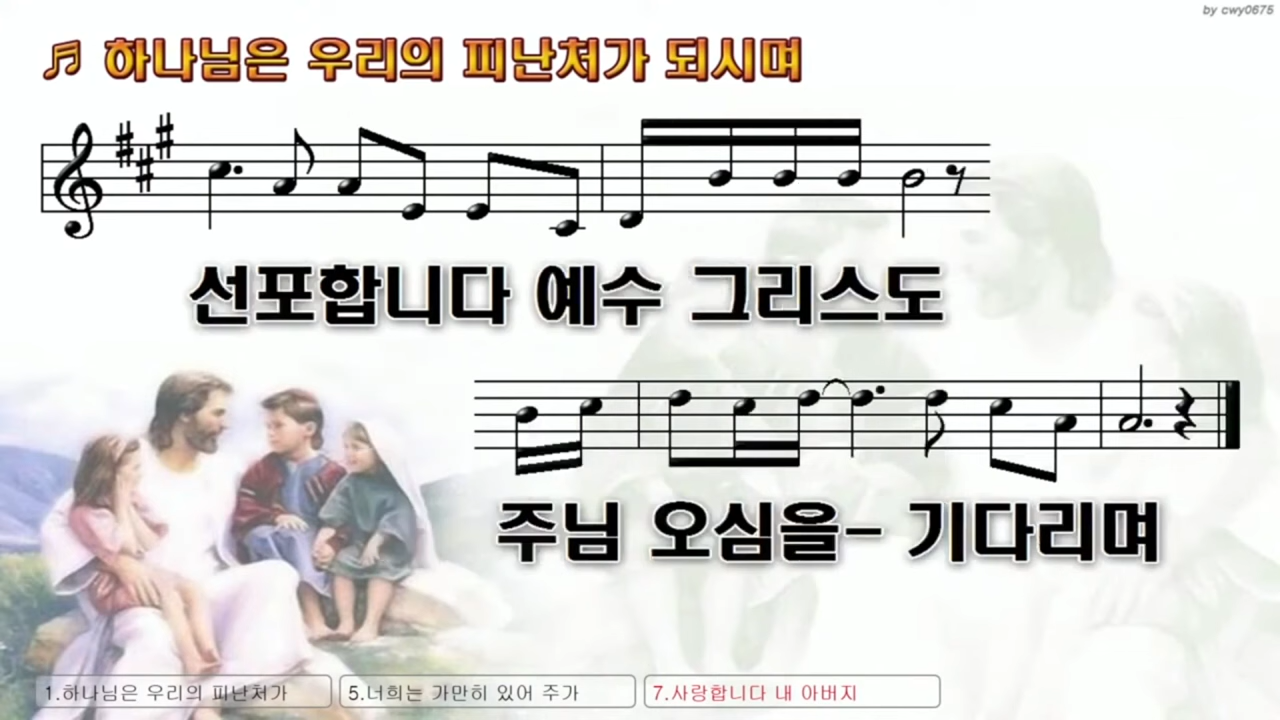 by cwy0675
♬ 하나님은 우리의 피난처가 되시며
선포합니다 예수 그리스도
주님 오심을- 기다리며
1.하나님은 우리의 피난처가
5.너희는 가만히 있어 주가
7.사랑합니다 내 아버지